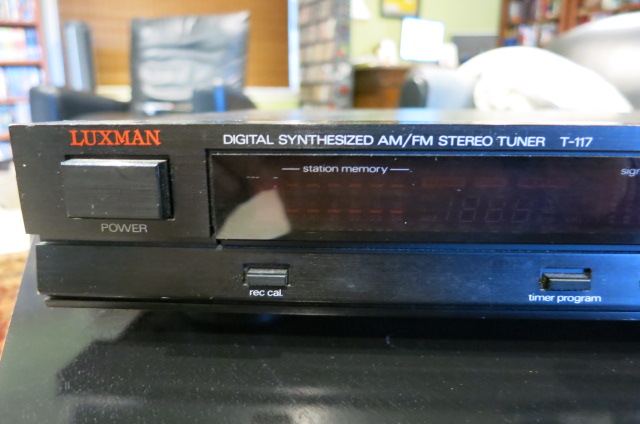 LUXMAN
DIGITAL SYNTHESIZED AM/FM STEREO TUNER T-117
station memory
POWER
rec cal.
timer program